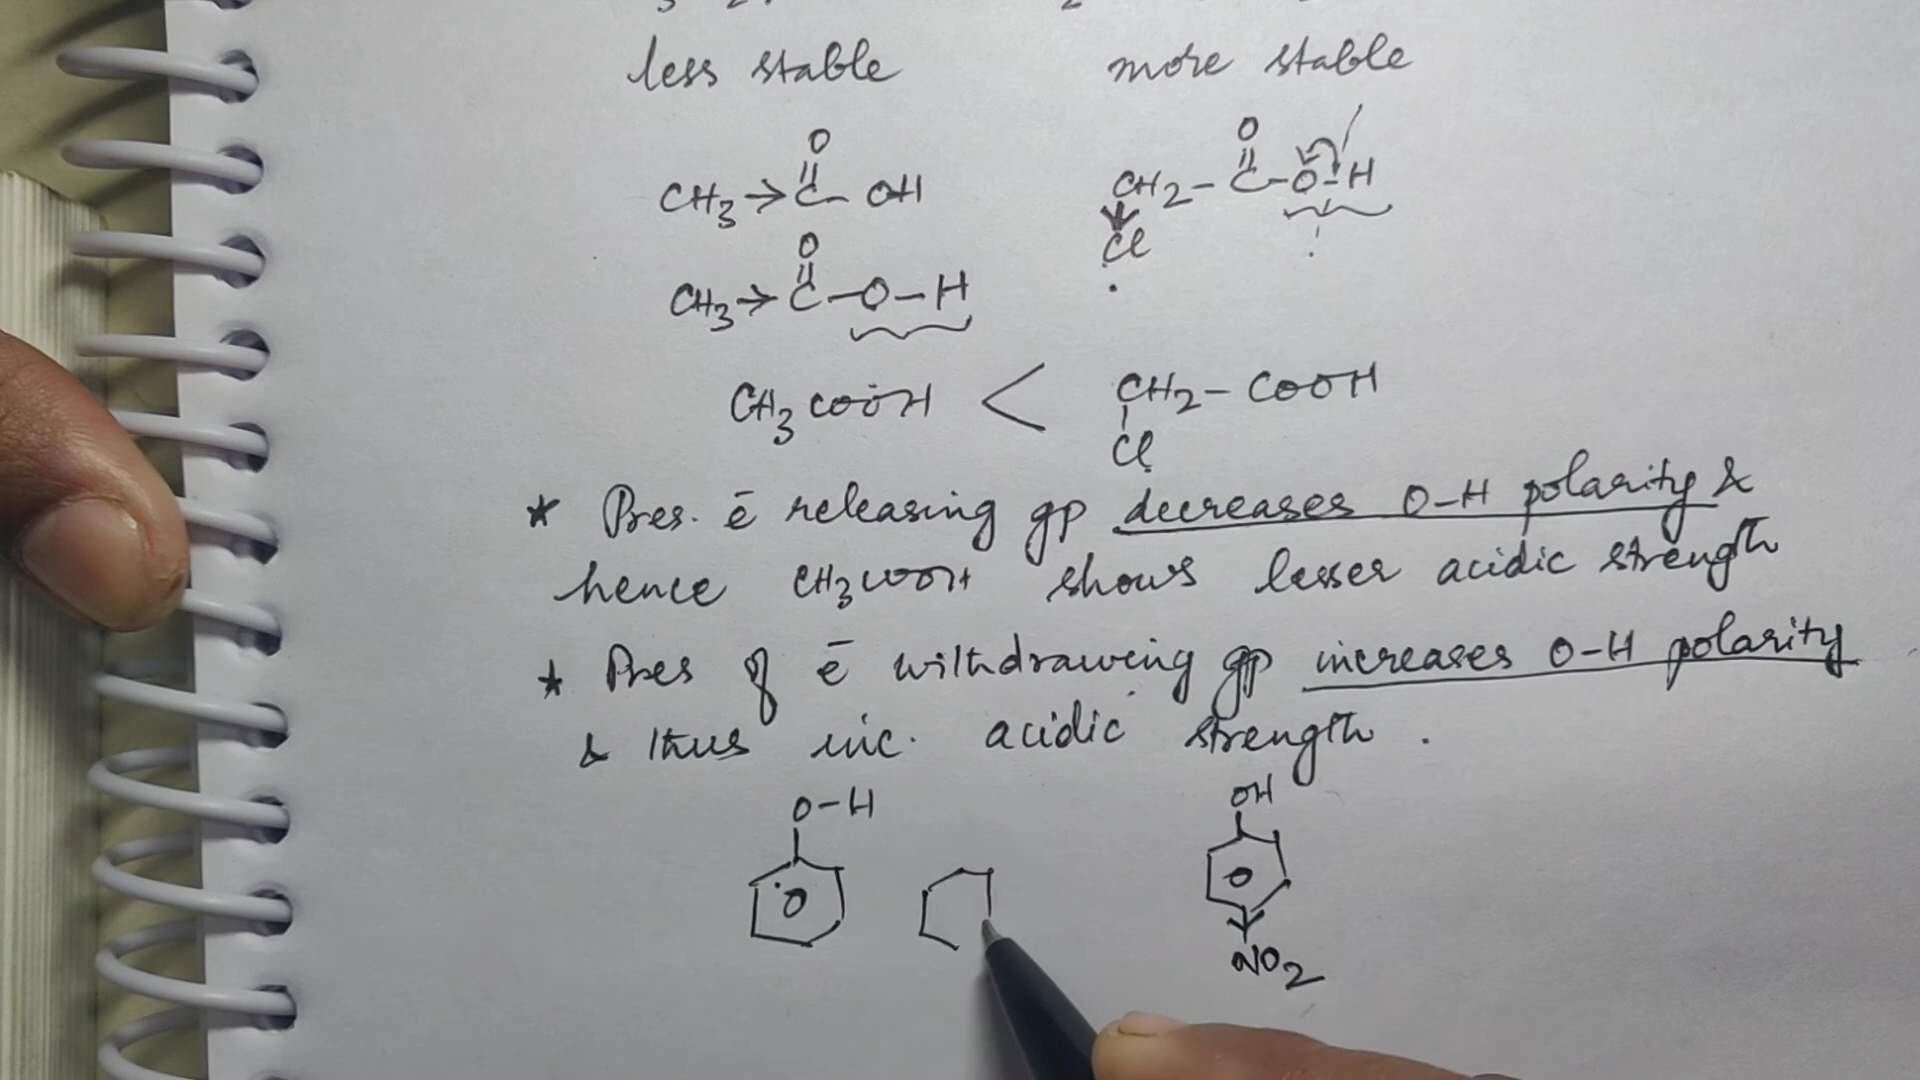 less stable more stable
O O
CH3→C-OH CH2-C-O-H
Cl
O
CH3→C-O-H
CH3COOH < CH2-COOH
Cl
* Pres. ē releasing gp decreases O-H polarity &
hence CH3COOH shows lesser acidic strength
* Pres of ē withdrawing gp increases O-H polarity
& thus inc. acidic strength.
O-H OH
NO2